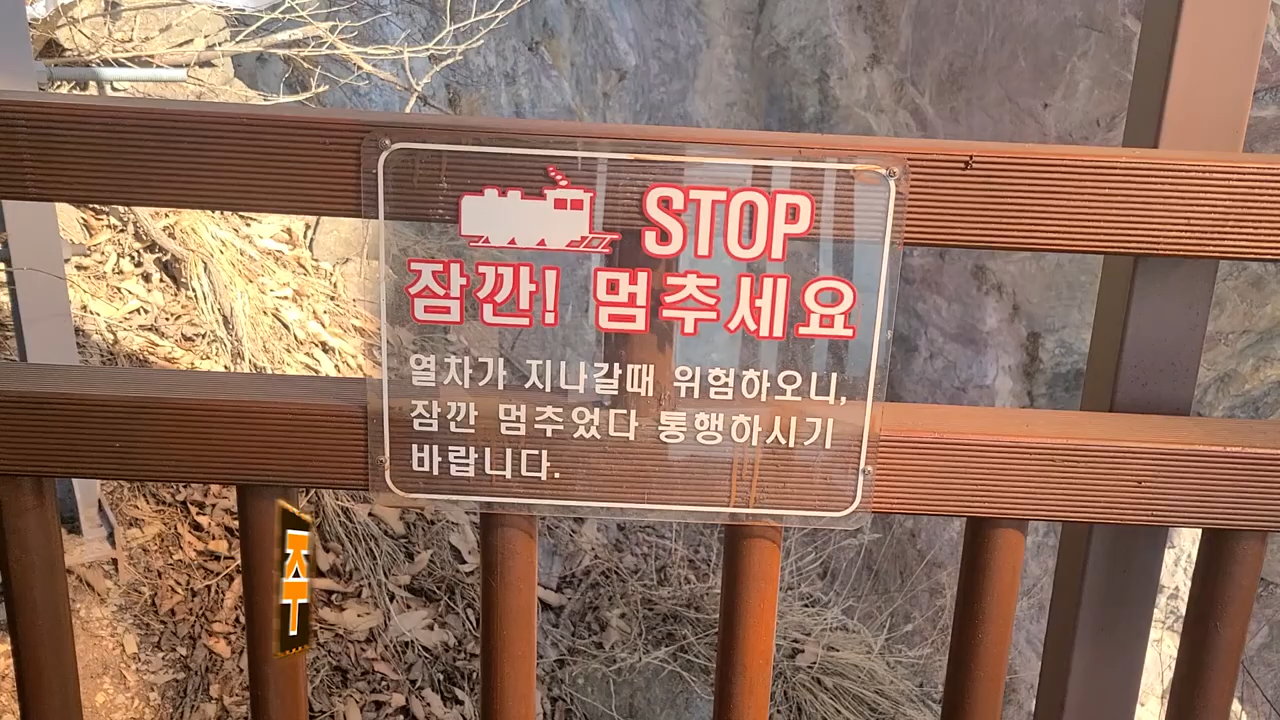 STOP
잠깐! 멈추세요
열차가 지나갈때 위험하오니,
잠깐 멈추었다 통행하시기
바랍니다.